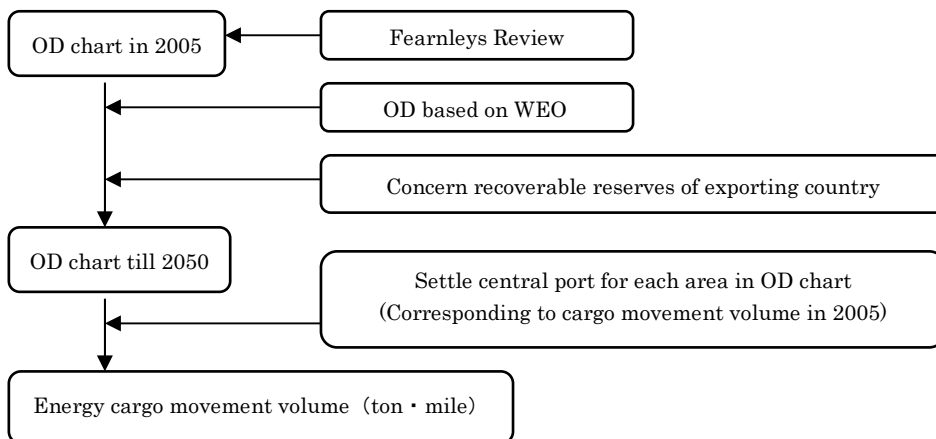 OD chart in 2005
Fearnleys Review
OD based on WEO
Concern recoverable reserves of exporting country
OD chart till 2050
Settle central port for each area in OD chart
(Corresponding to cargo movement volume in 2005)
Energy cargo movement volume（ton・mile）